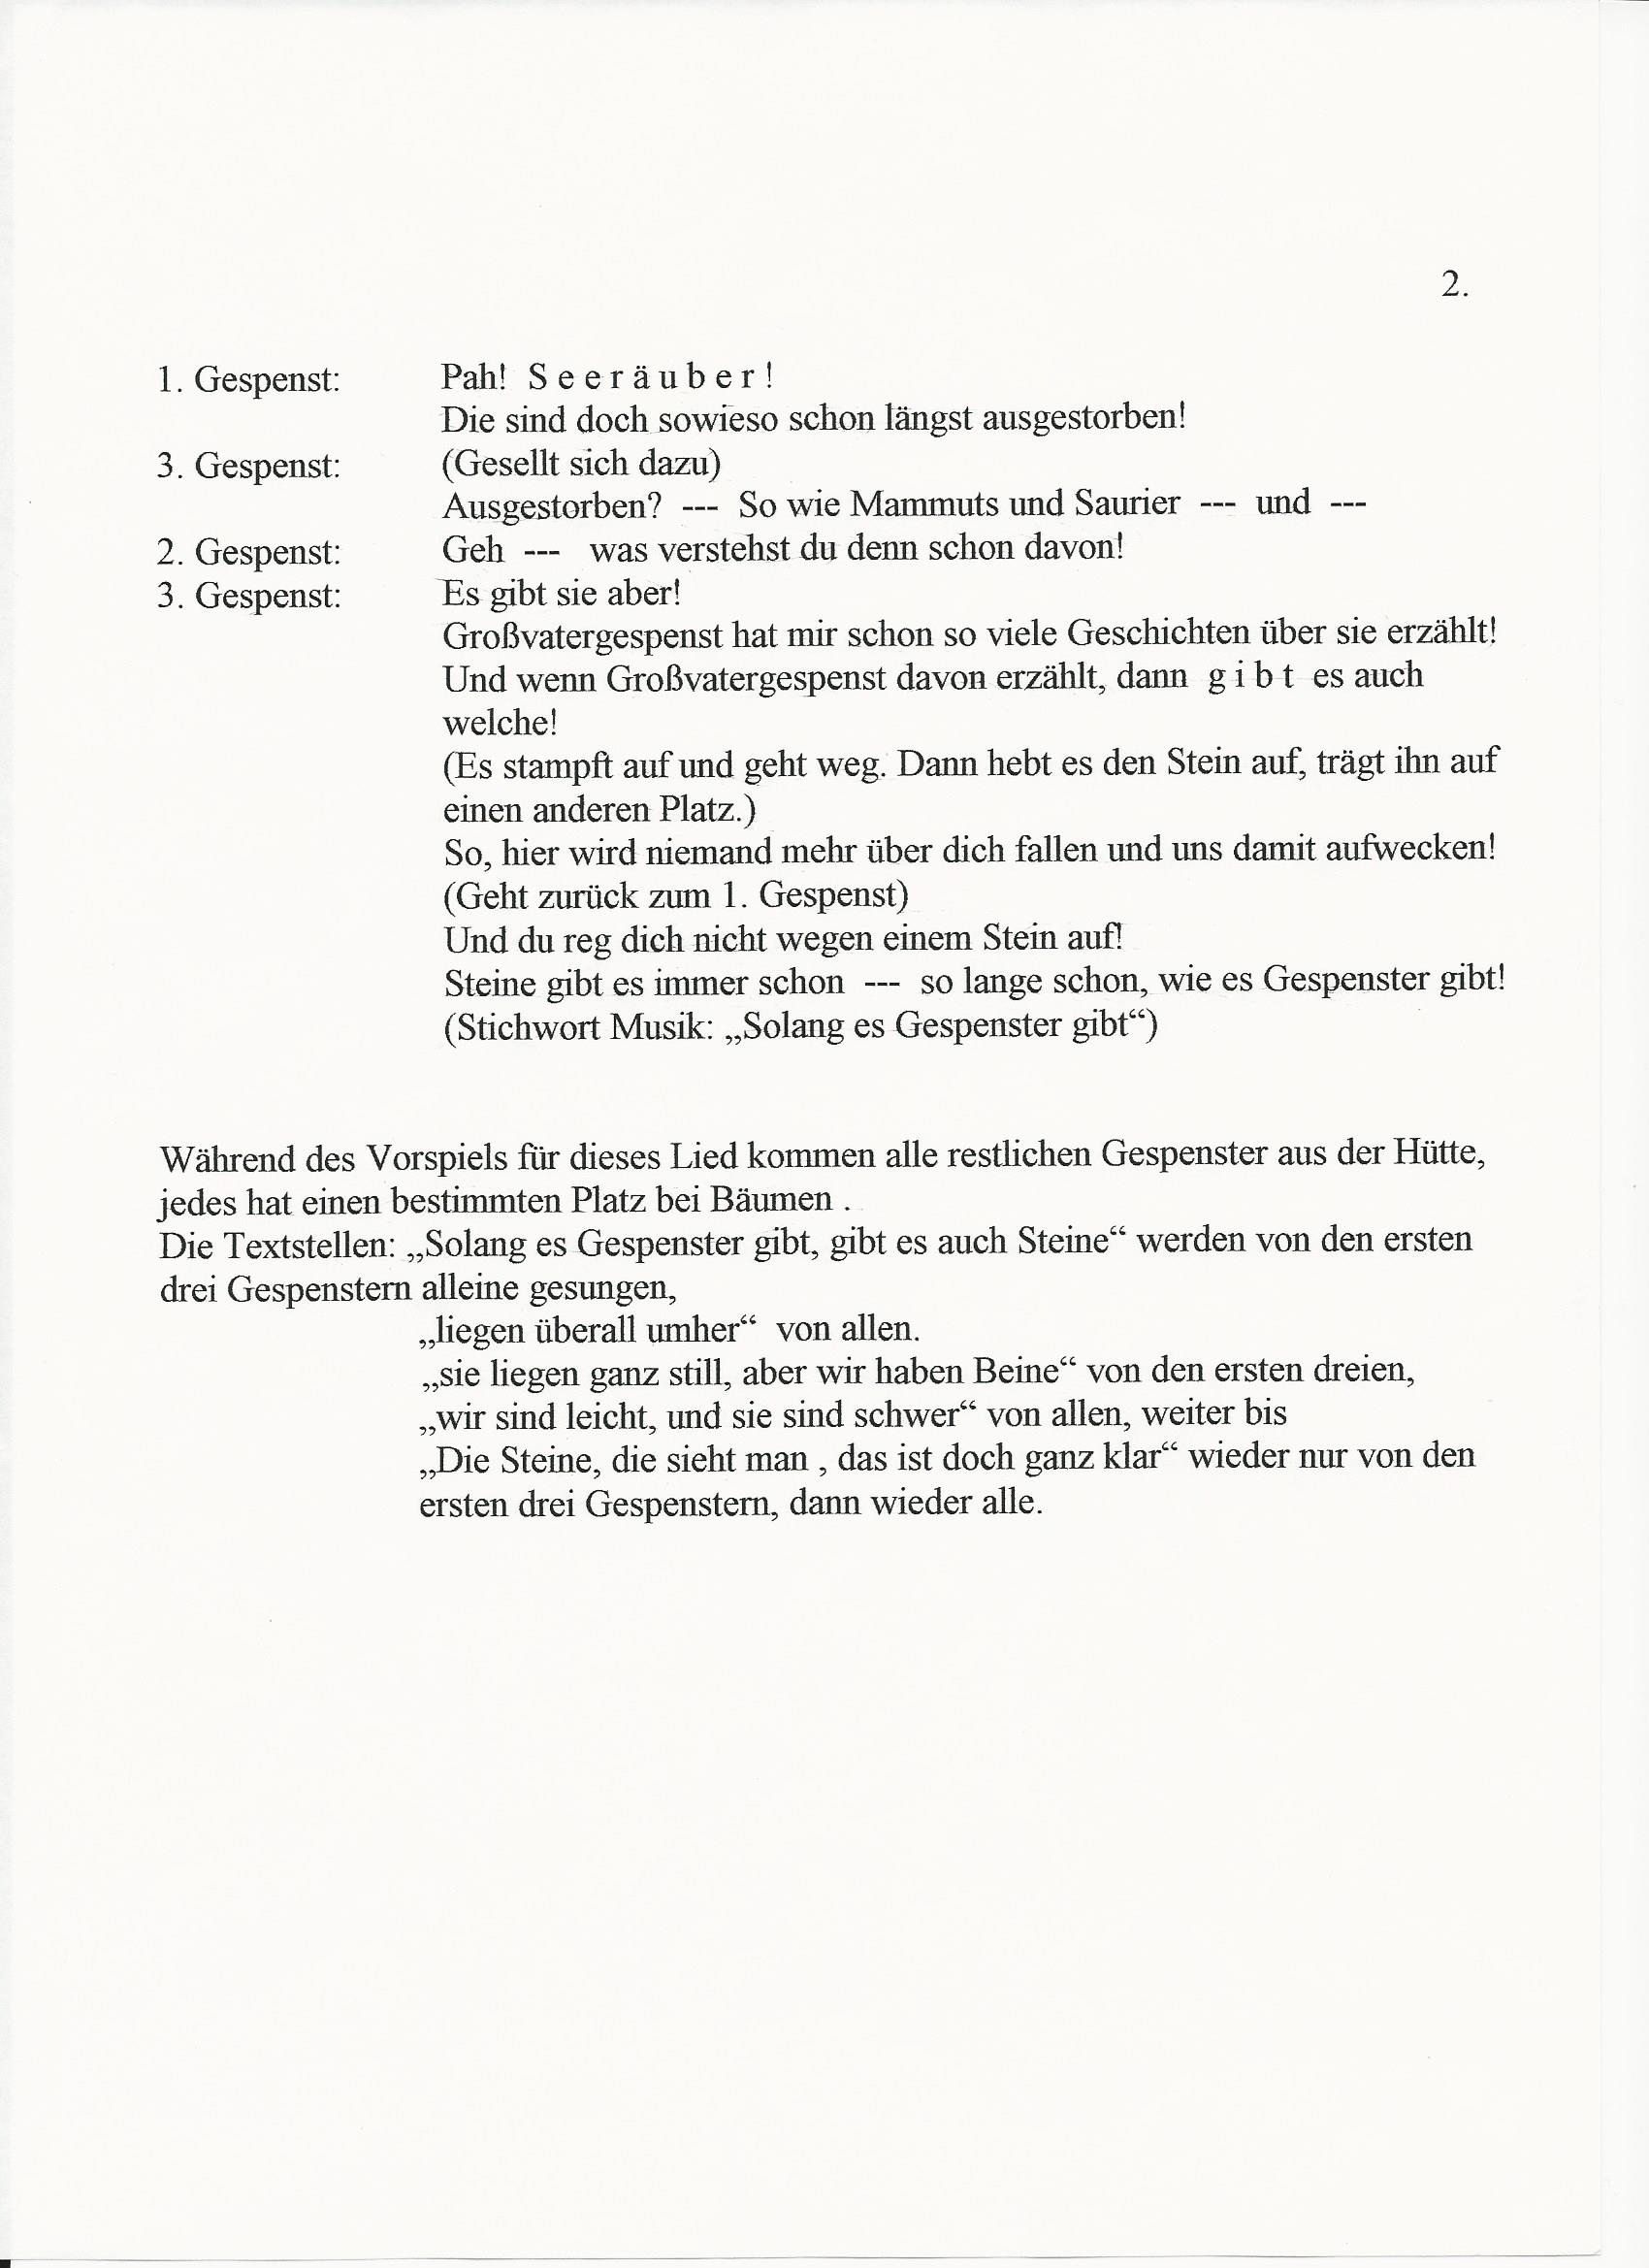 2.
1. Gespenst: Pah! S e e r ä u b e r !
Die sind doch sowieso schon längst ausgestorben!
3. Gespenst: (Gesellt sich dazu)
Ausgestorben? --- So wie Mammuts und Saurier --- und ---
2. Gespenst: Geh --- was verstehst du denn schon davon!
3. Gespenst: Es gibt sie aber!
Großvatergespenst hat mir schon so viele Geschichten über sie erzählt!
Und wenn Großvatergespenst davon erzählt, dann g i b t es auch
welche!
(Es stampft auf und geht weg. Dann hebt es den Stein auf, trägt ihn auf
einen anderen Platz.)
So, hier wird niemand mehr über dich fallen und uns damit aufwecken!
(Geht zurück zum 1. Gespenst)
Und du reg dich nicht wegen einem Stein auf!
Steine gibt es immer schon --- so lange schon, wie es Gespenster gibt!
(Stichwort Musik: „Solang es Gespenster gibt“)
Während des Vorspiels für dieses Lied kommen alle restlichen Gespenster aus der Hütte,
jedes hat einen bestimmten Platz bei Bäumen .
Die Textstellen: „Solang es Gespenster gibt, gibt es auch Steine“ werden von den ersten
drei Gespenstern alleine gesungen,
„liegen überall umher“ von allen.
„sie liegen ganz still, aber wir haben Beine“ von den ersten dreien,
„wir sind leicht, und sie sind schwer“ von allen, weiter bis
„Die Steine, die sieht man , das ist doch ganz klar“ wieder nur von den
ersten drei Gespenstern, dann wieder alle.